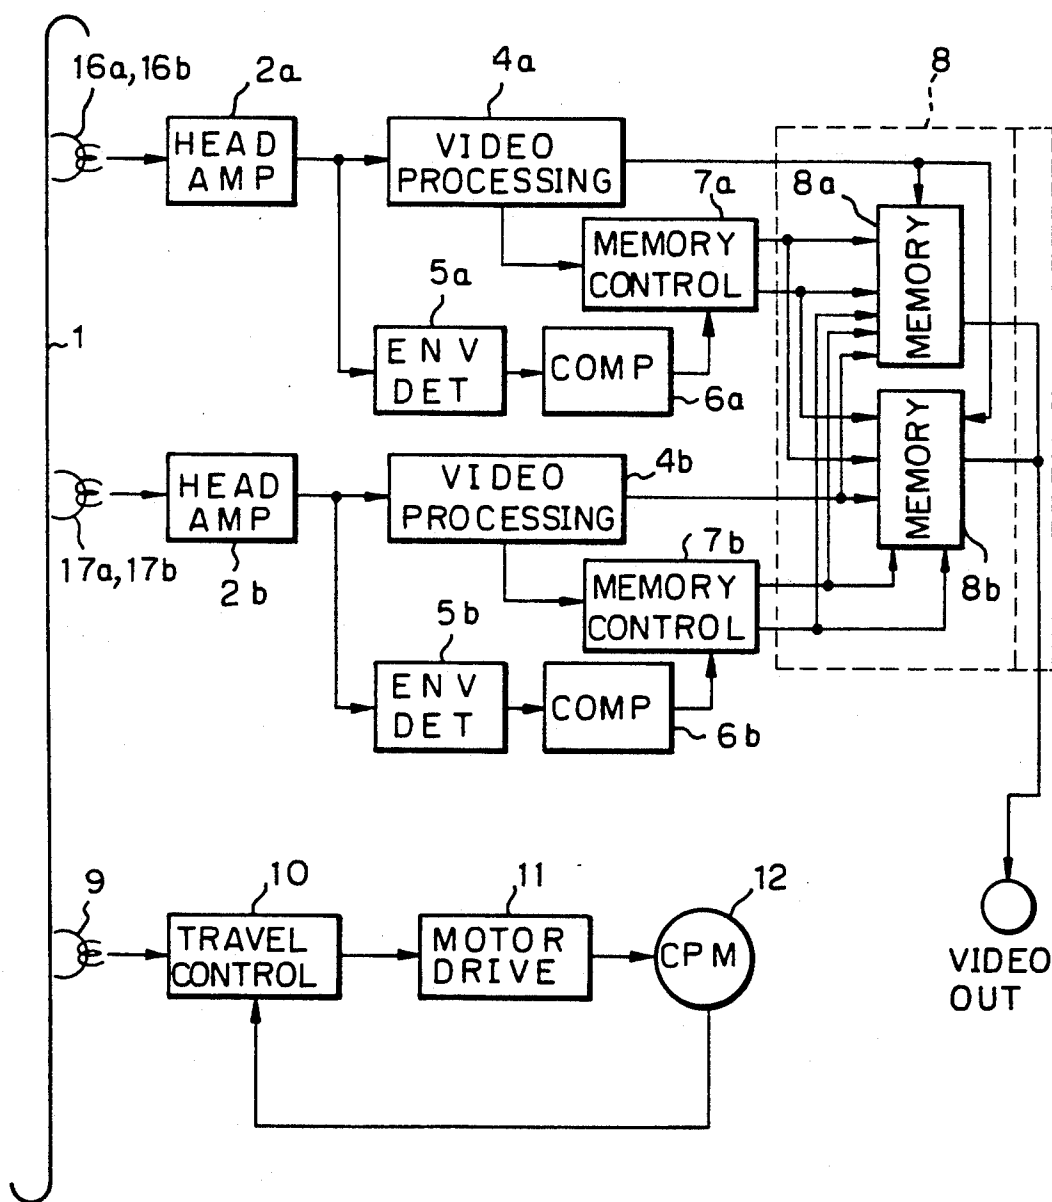 16a, 16b
2a
4a
8
HEAD
AMP
VIDEO
PROCESSING
7a
8a
MEMORY
CONTROL
MEMORY
5a
1
ENV
DET
COMP
6a
MEMORY
4b
HEAD
AMP
VIDEO
PROCESSING
17a, 17b
2b
7b
8b
MEMORY
CONTROL
5b
ENV
DET
COMP
6b
9
10
11
12
TRAVEL
CONTROL
MOTOR
DRIVE
CPM
VIDEO
OUT